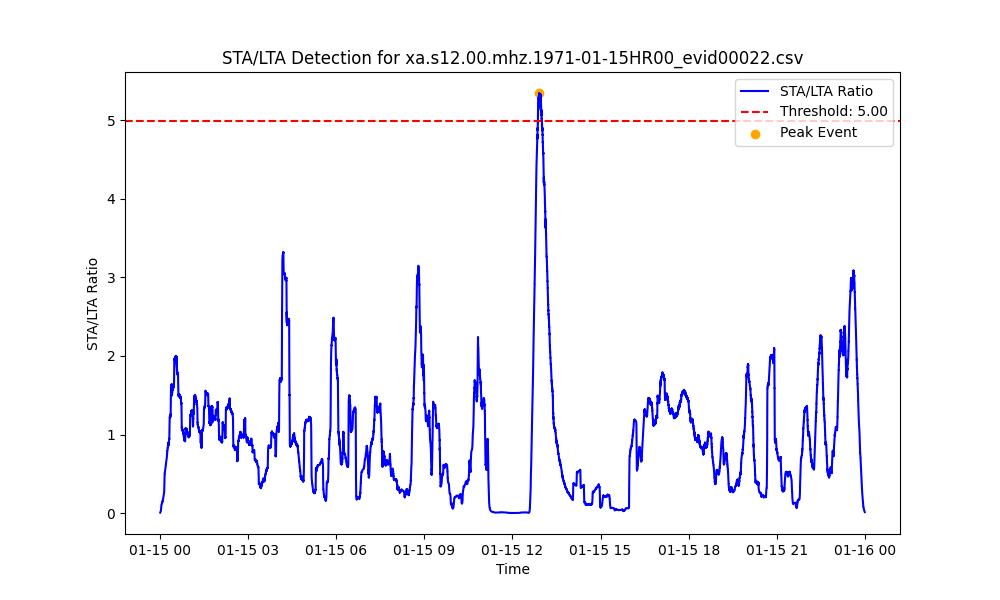 STA/LTA Detection for xa.s12.00.mhz.1971-01-15HR00_evid00022.csv
STA/LTA Ratio
Threshold: 5.00
Peak Event
STA/LTA Ratio
5
4
3
2
1
0
01-15 00 01-15 03 01-15 06 01-15 09 01-15 12 01-15 15 01-15 18 01-15 21 01-16 00
Time